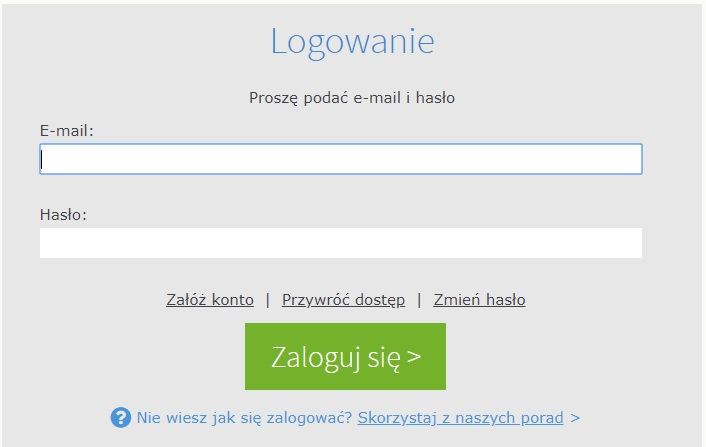 Logowanie
Proszę podać e-mail i hasło
E-mail:
Hasło:
Załóż konto | Przywróć dostęp | Zmień hasło
Zaloguj się >
? Nie wiesz jak się zalogować? Skorzystaj z naszych porad >